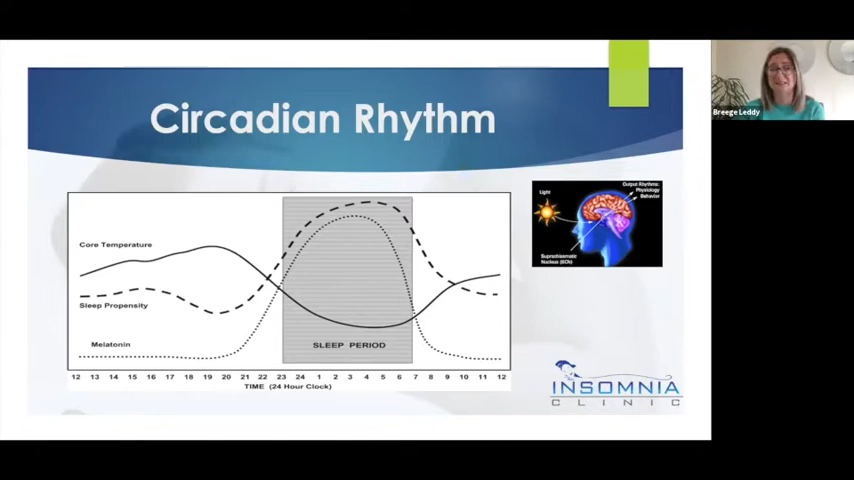 Circadian Rhythm
Breege Leddy
Core Temperature
Sleep Propensity
Melatonin
SLEEP PERIOD
12 13 14 15 16 17 18 19 20 21 22 23 24 1 2 3 4 5 6 7 8 9 10 11 12
TIME (24 Hour Clock)
Light
Output Rhythms:
Physiology
Behavior
Suprachiasmatic
Nucleus (SCN)
INSOMNIA
CLINIC